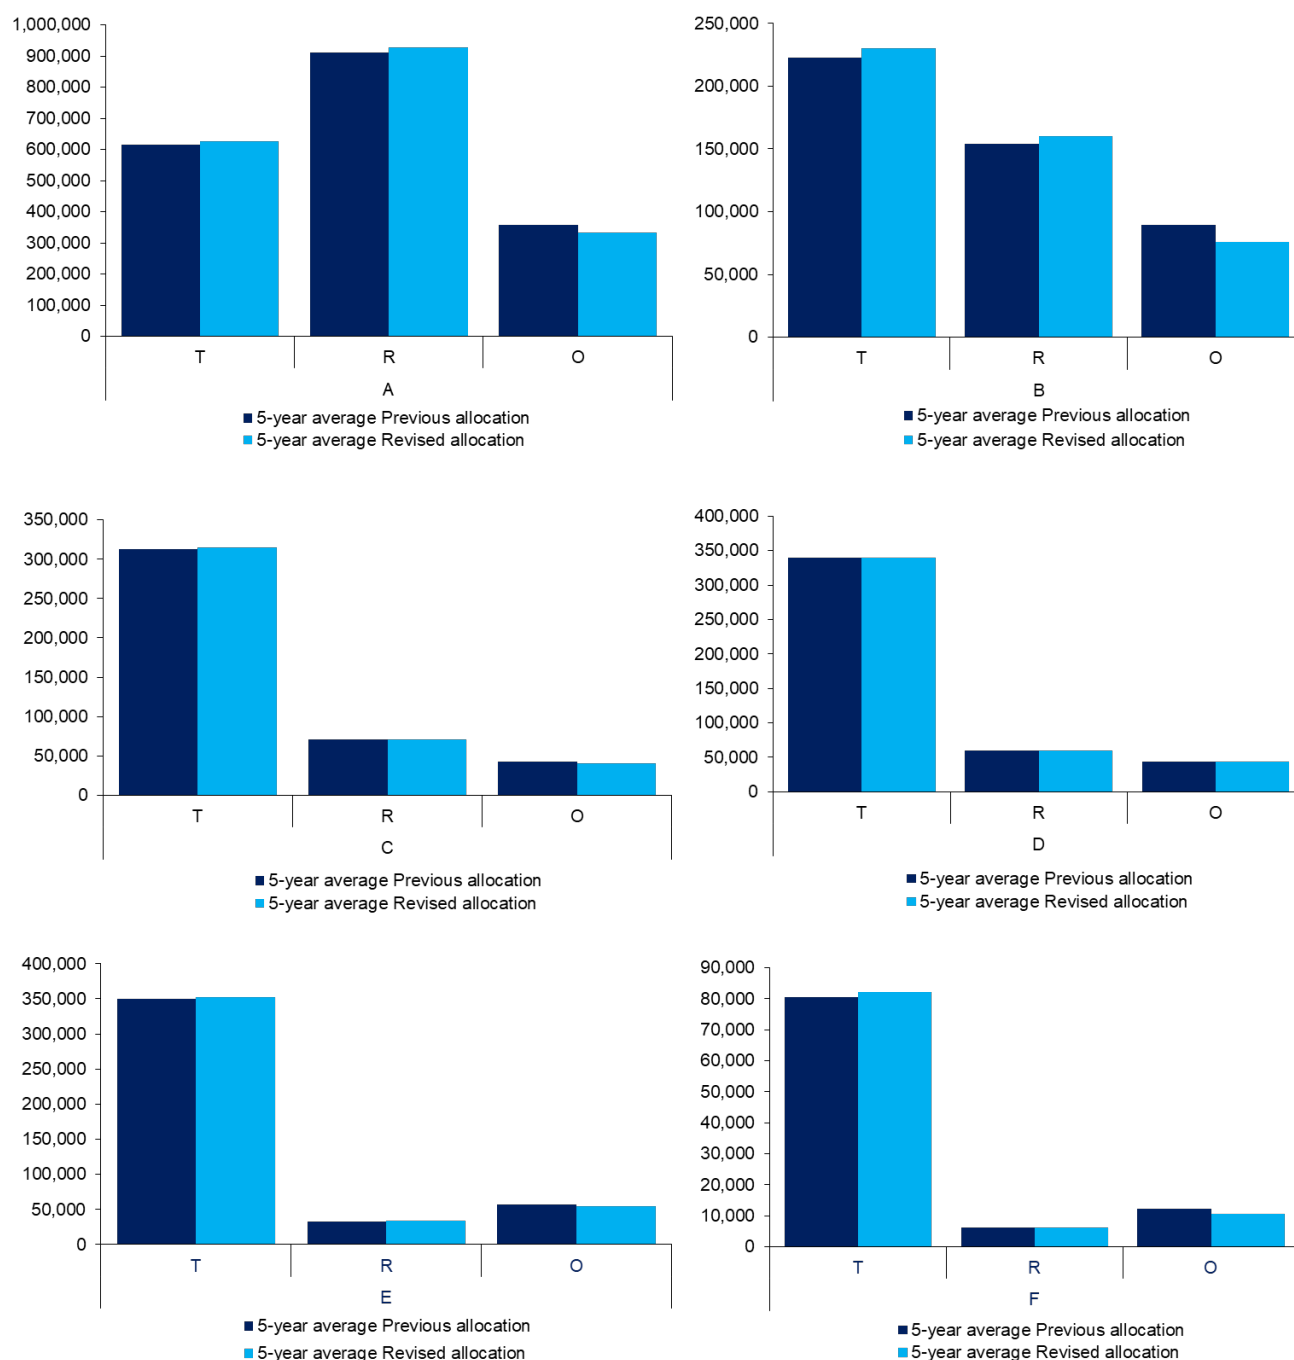 1,000,000
900,000
800,000
700,000
600,000
500,000
400,000
300,000
200,000
100,000
0
T R O
A
5-year average Previous allocation
5-year average Revised allocation
250,000
200,000
150,000
100,000
50,000
0
T R O
B
5-year average Previous allocation
5-year average Revised allocation
350,000
300,000
250,000
200,000
150,000
100,000
50,000
0
T R O
C
5-year average Previous allocation
5-year average Revised allocation
400,000
350,000
300,000
250,000
200,000
150,000
100,000
50,000
0
T R O
D
5-year average Previous allocation
5-year average Revised allocation
400,000
350,000
300,000
250,000
200,000
150,000
100,000
50,000
0
T R O
E
5-year average Previous allocation
5-year average Revised allocation
90,000
80,000
70,000
60,000
50,000
40,000
30,000
20,000
10,000
0
T R O
F
5-year average Previous allocation
5-year average Revised allocation